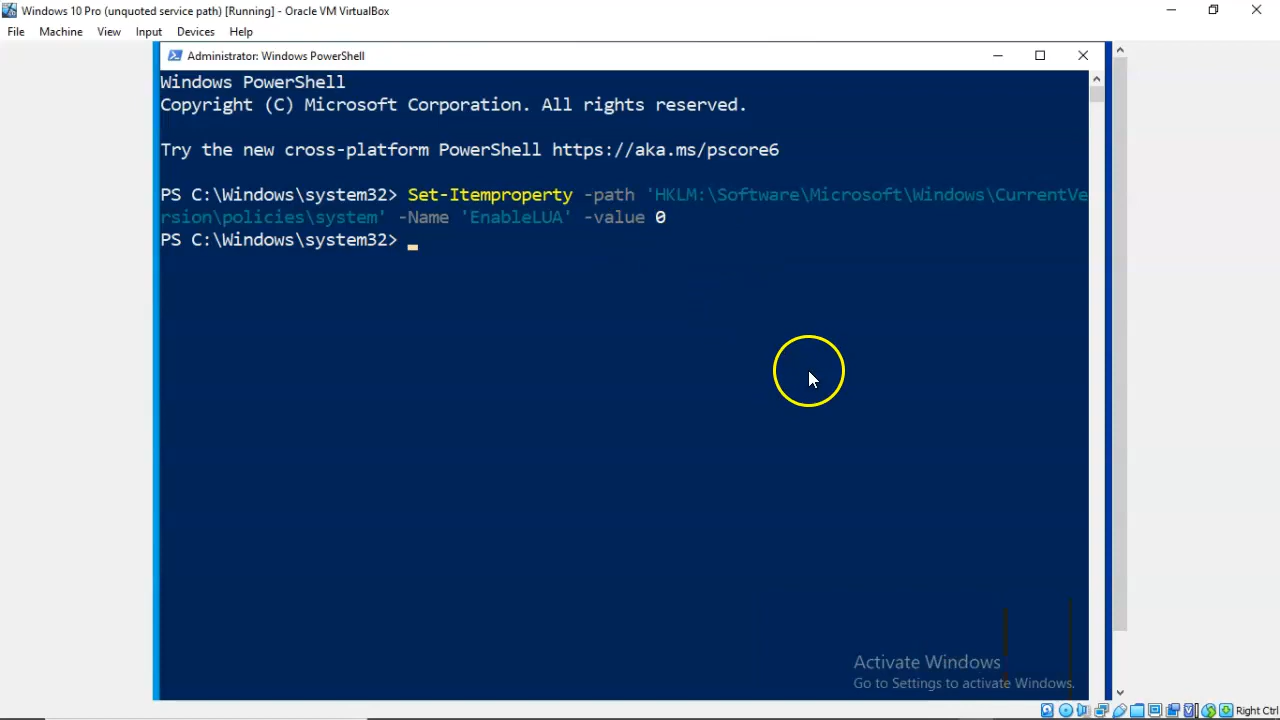 Windows 10 Pro (unquoted service path) [Running] - Oracle VM VirtualBox
File Machine View Input Devices Help
Administrator: Windows PowerShell
Windows PowerShell
Copyright (C) Microsoft Corporation. All rights reserved.
Try the new cross-platform PowerShell https://aka.ms/pscore6
PS C:\Windows\system32> Set-Itemproperty -path 'HKLM:\Software\Microsoft\Windows\CurrentVe
rsion\policies\system' -Name 'EnableLUA' -value 0
PS C:\Windows\system32>
Activate Windows
Go to Settings to activate Windows.
Right Ctrl